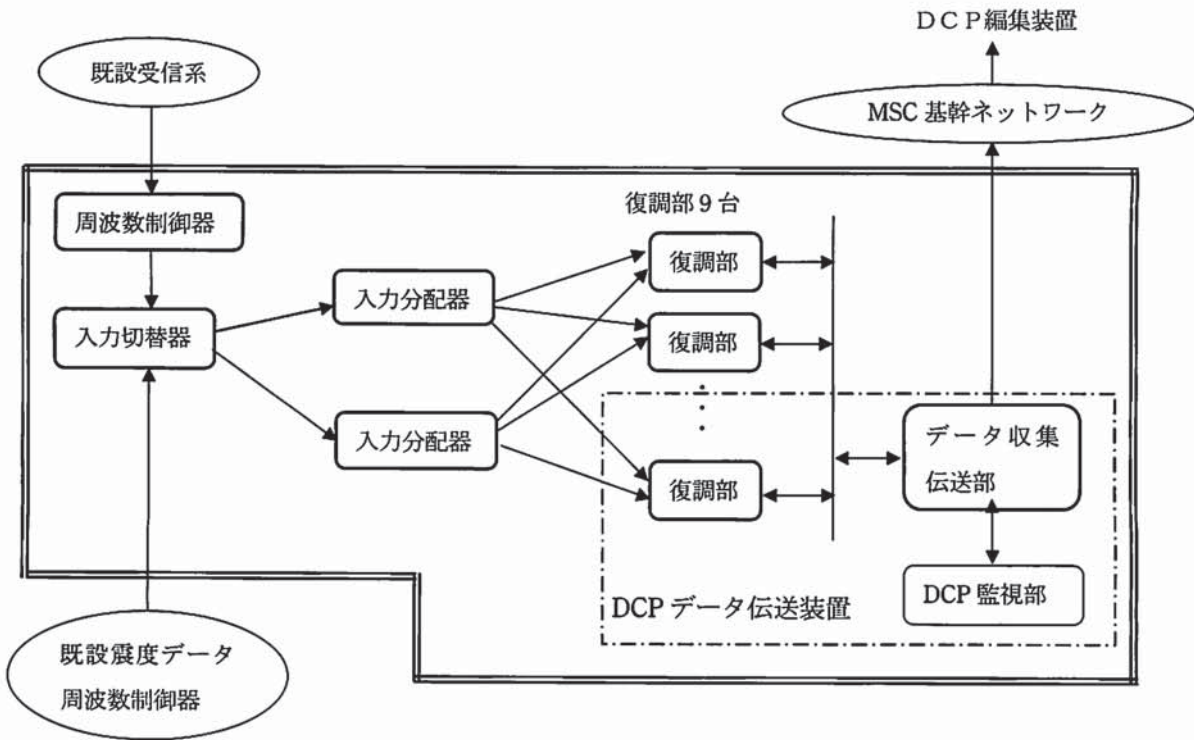 DCP編集装置
既設受信系
MSC 基幹ネットワーク
周波数制御器
復調部9台
復調部
入力分配器
入力切替器
復調部
入力分配器
データ収集
伝送部
復調部
DCP 監視部
DCP データ伝送装置
既設震度データ
周波数制御器